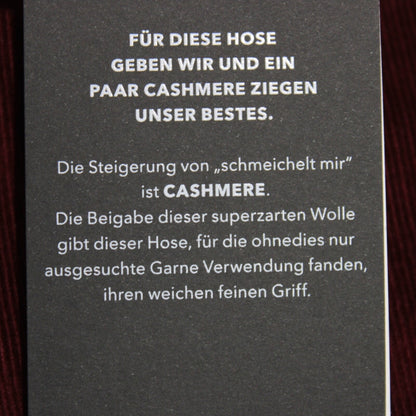 FÜR DIESE HOSE
GEBEN WIR UND EIN
PAAR CASHMERE ZIEGEN
UNSER BESTES.
Die Steigerung von „schmeichelt mir“
ist CASHMERE.
Die Beigabe dieser superzarten Wolle
gibt dieser Hose, für die ohnedies nur
ausgesuchte Garne Verwendung fanden,
ihren weichen feinen Griff.